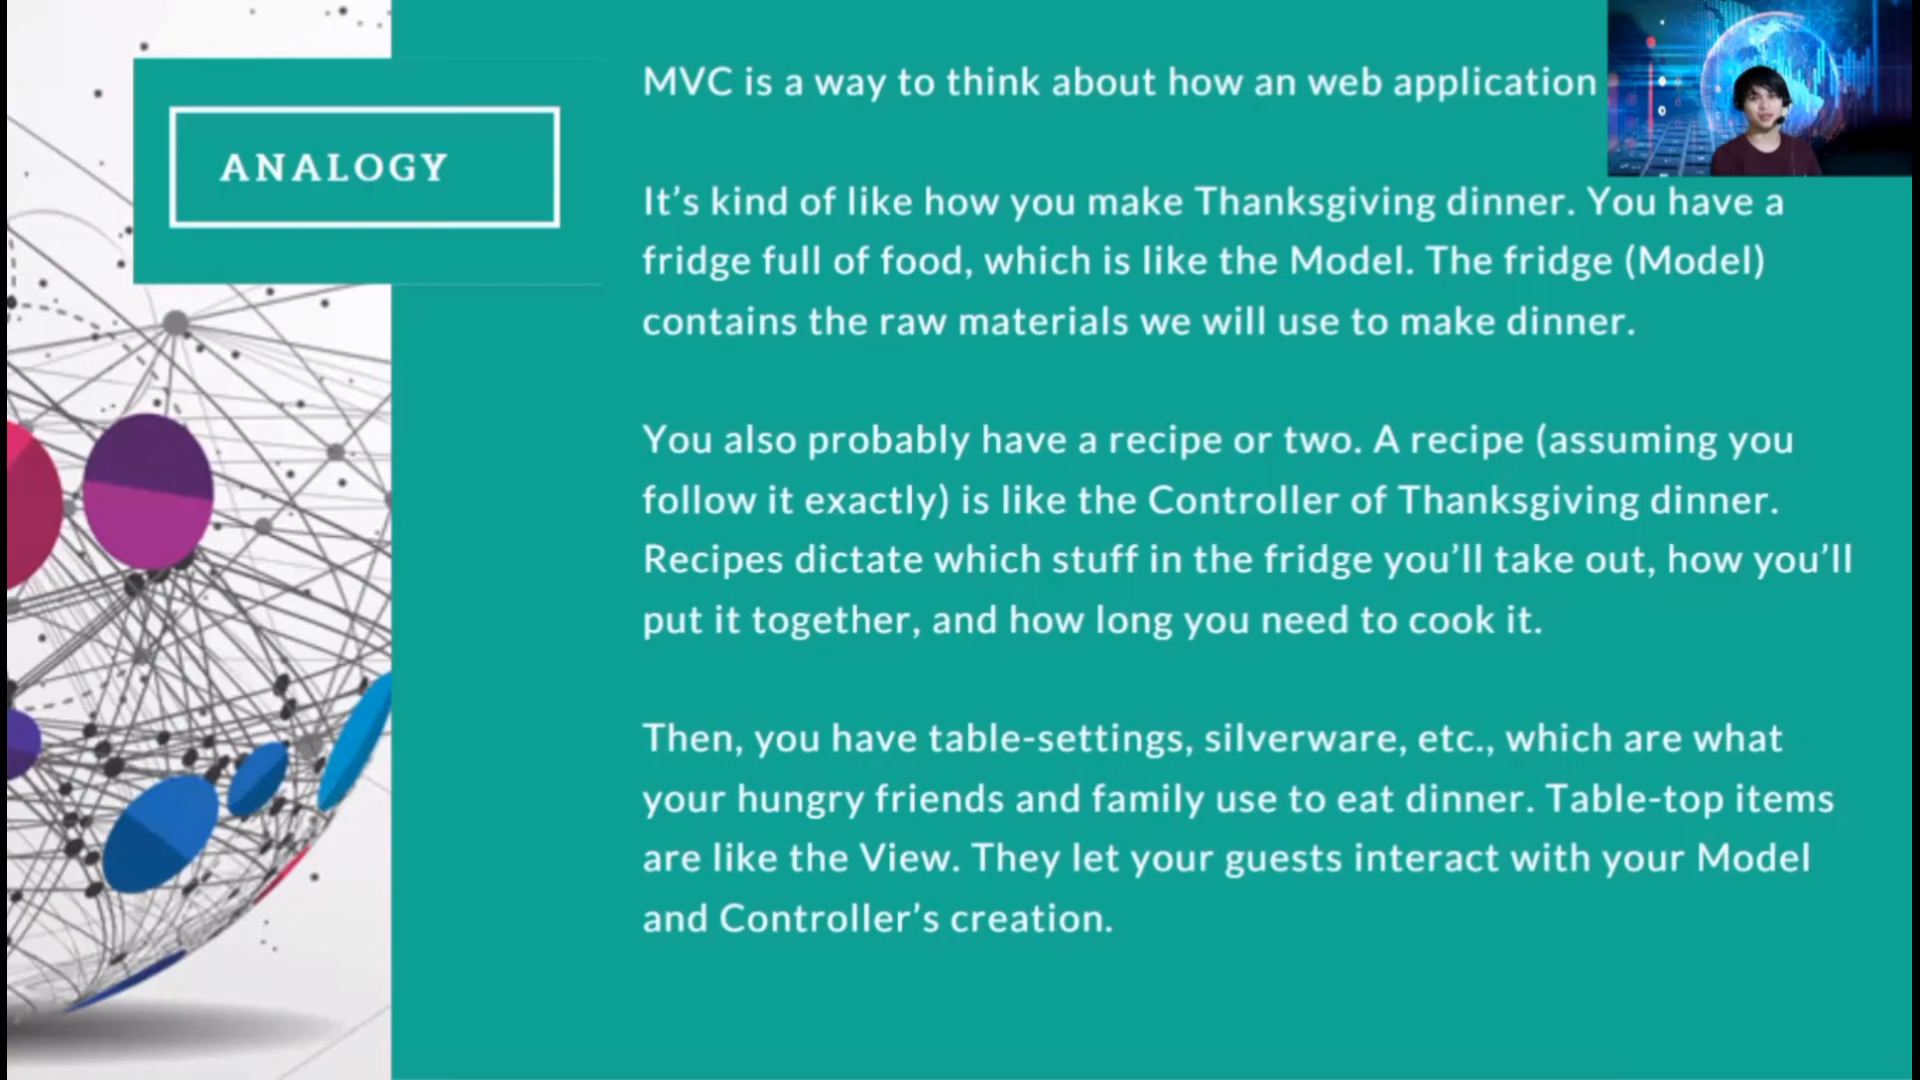 ANALOGY
MVC is a way to think about how an web application
It’s kind of like how you make Thanksgiving dinner. You have a
fridge full of food, which is like the Model. The fridge (Model)
contains the raw materials we will use to make dinner.
You also probably have a recipe or two. A recipe (assuming you
follow it exactly) is like the Controller of Thanksgiving dinner.
Recipes dictate which stuff in the fridge you’ll take out, how you’ll
put it together, and how long you need to cook it.
Then, you have table-settings, silverware, etc., which are what
your hungry friends and family use to eat dinner. Table-top items
are like the View. They let your guests interact with your Model
and Controller’s creation.